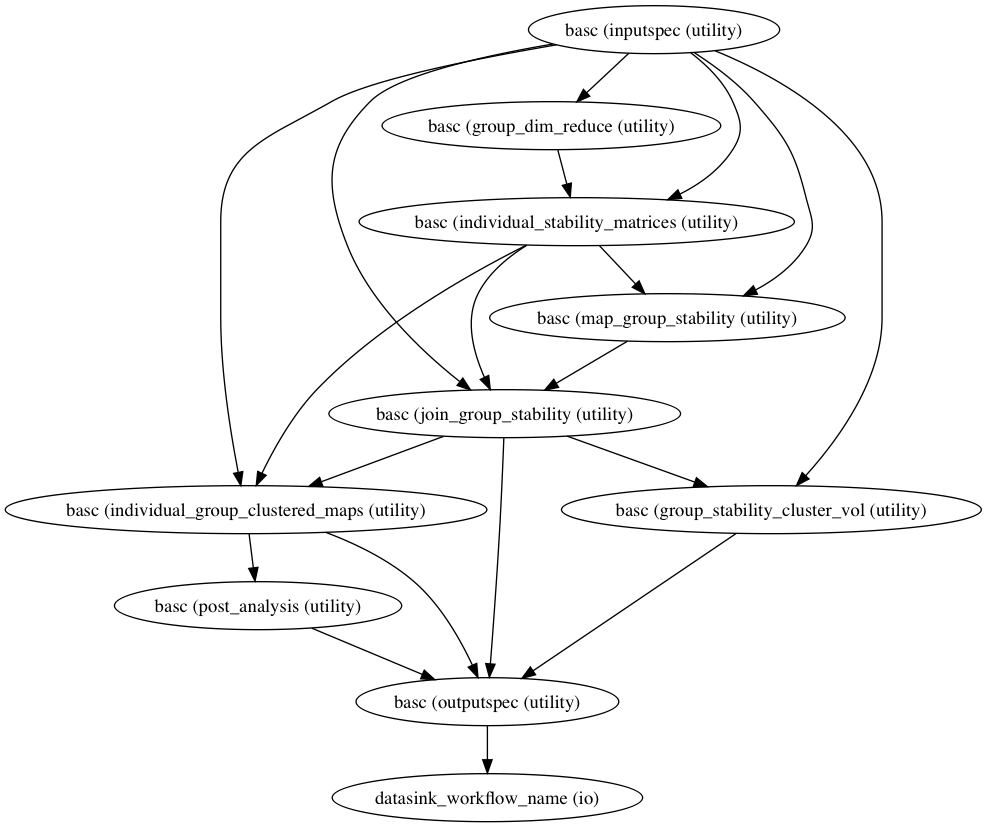 basc (inputspec (utility)
basc (group_dim_reduce (utility)
basc (individual_stability_matrices (utility)
basc (map_group_stability (utility)
basc (join_group_stability (utility)
basc (individual_group_clustered_maps (utility)
basc (group_stability_cluster_vol (utility)
basc (post_analysis (utility)
basc (outputspec (utility)
datasink_workflow_name (io)